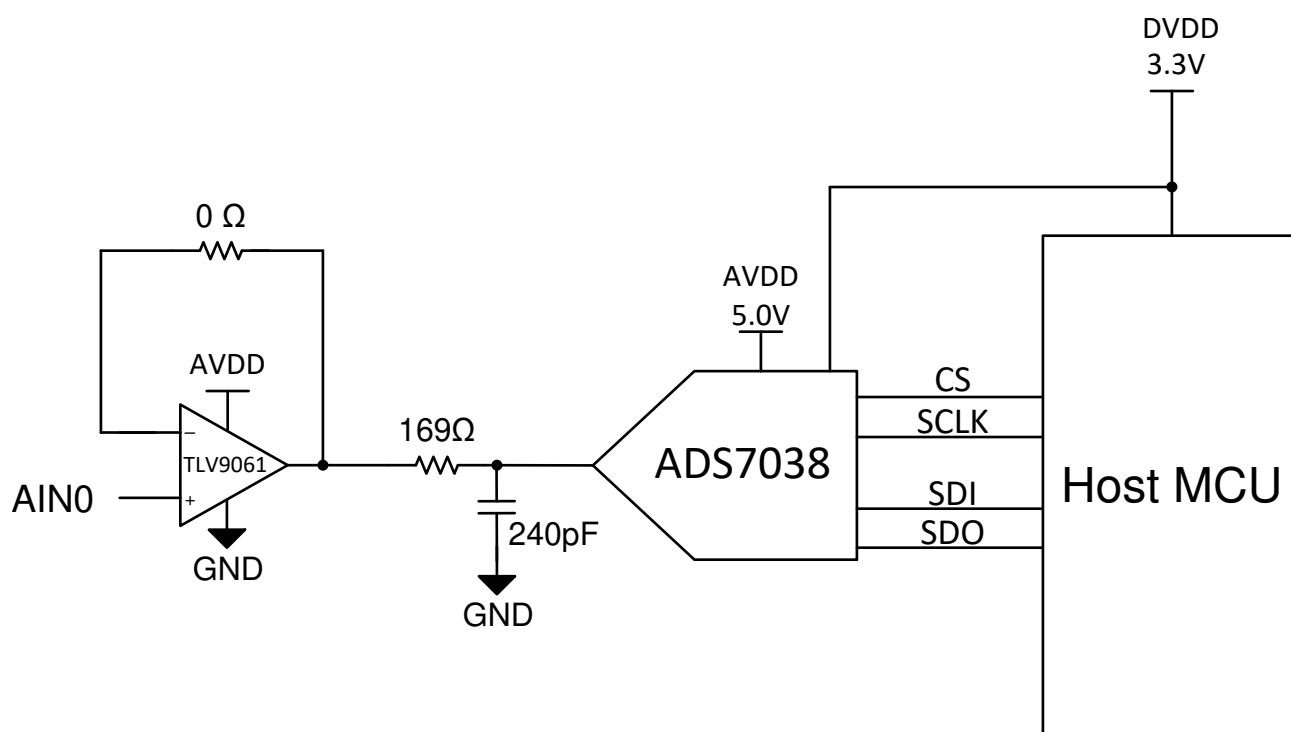 DVDD
3.3V
0 Ω
AVDD
5.0V
AVDD
−
TLV9061
+
AIN0
GND
169Ω
240pF
GND
ADS7038
CS
SCLK
SDI
SDO
Host MCU